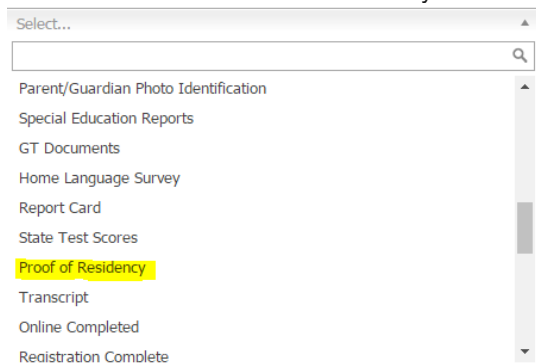 Select...
Parent/Guardian Photo Identification
Special Education Reports
GT Documents
Home Language Survey
Report Card
State Test Scores
Proof of Residency
Transcript
Online Completed
Registration Complete